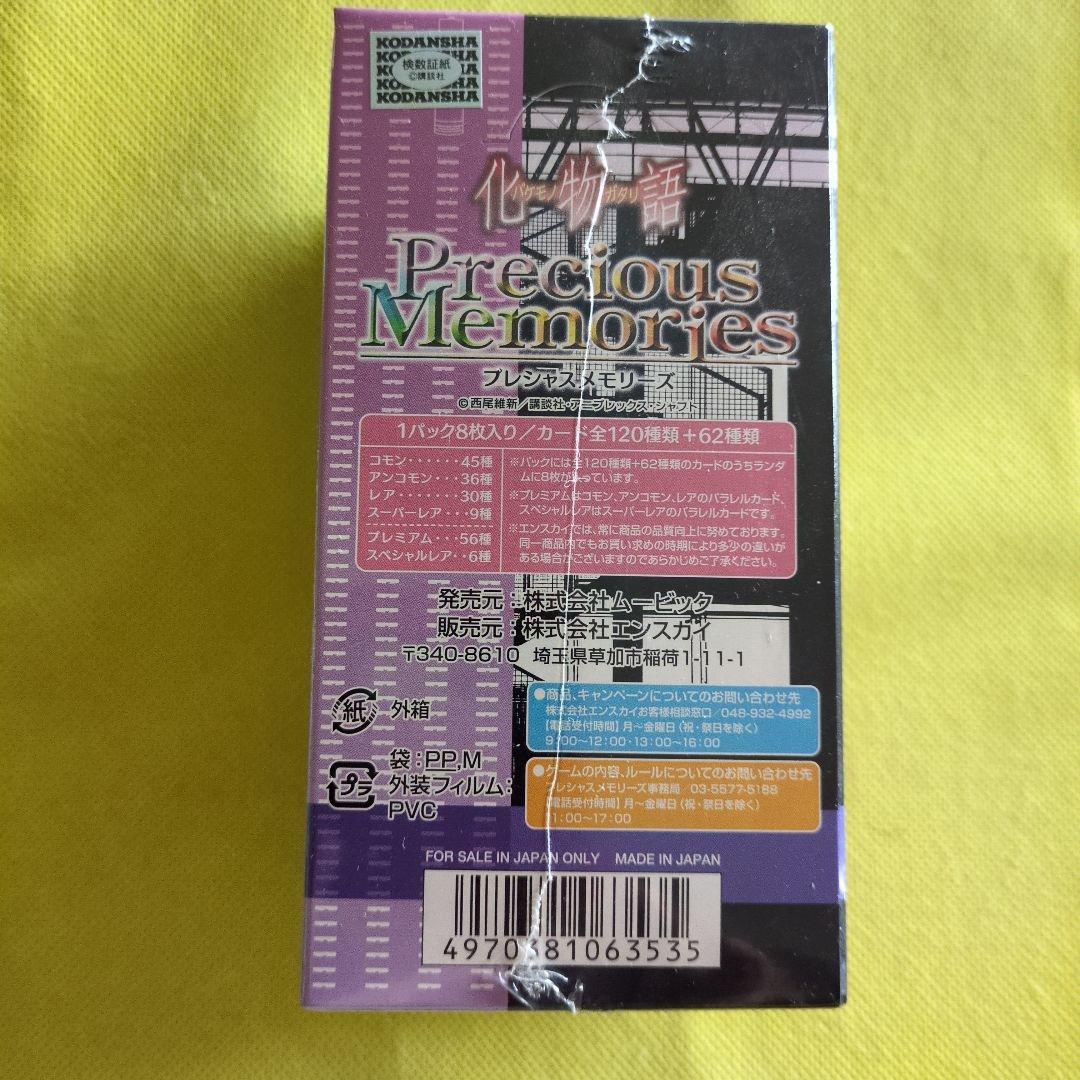 KODANSHA
検数証紙
©講談社
KODANSHA
化物語
バケモノ ガタリ
Precious
Memories
プレシャスメモリーズ
©西尾維新／講談社・アニプレックス・シャフト
1パック8枚入り／カード全120種類＋62種類
コモン・・・・・・45種
アンコモン・・・36種
レア・・・・・・・30種
スーパーレア・・・9種
プレミアム・・・56種
スペシャルレア・・6種
※パックには全120種類＋62種類のカードのうちランダ
ムに8枚が入っています。
※プレミアムはコモン、アンコモン、レアのパラレルカード、
スペシャルレアはスーパーレアのパラレルカードです。
※エンスカイでは、常に商品の品質向上に努めております。
同一商品内でもお買い求めの時期により多少の違いが
ある場合がございますのであらかじめご了承ください。
発売元：株式会社ムービック
販売元：株式会社エンスカイ
〒340-8610 埼玉県草加市稲荷1-11-1
紙 外箱
プラ
袋：PP,M
外装フィルム：
PVC
●商品、キャンペーンについてのお問い合わせ先
株式会社エンスカイお客様相談窓口／048-932-4992
【電話受付時間】月〜金曜日（祝・祭日を除く）
9：00〜12：00・13：00〜16：00
●ゲームの内容、ルールについてのお問い合わせ先
プレシャスメモリーズ事務局／03-5577-5188
【電話受付時間】月〜金曜日（祝・祭日を除く）
11：00〜17：00
FOR SALE IN JAPAN ONLY MADE IN JAPAN
4970381063535